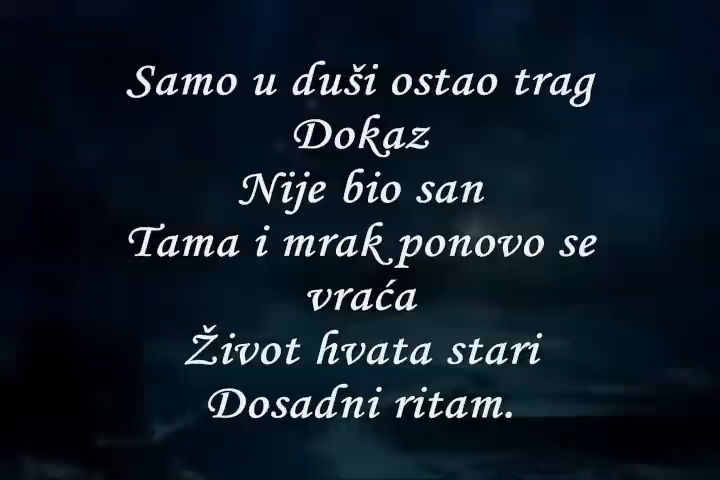 Samo u duši ostao trag
Dokaz
Nije bio san
Tama i mrak ponovo se
vraća
Život hvata stari
Dosadni ritam.